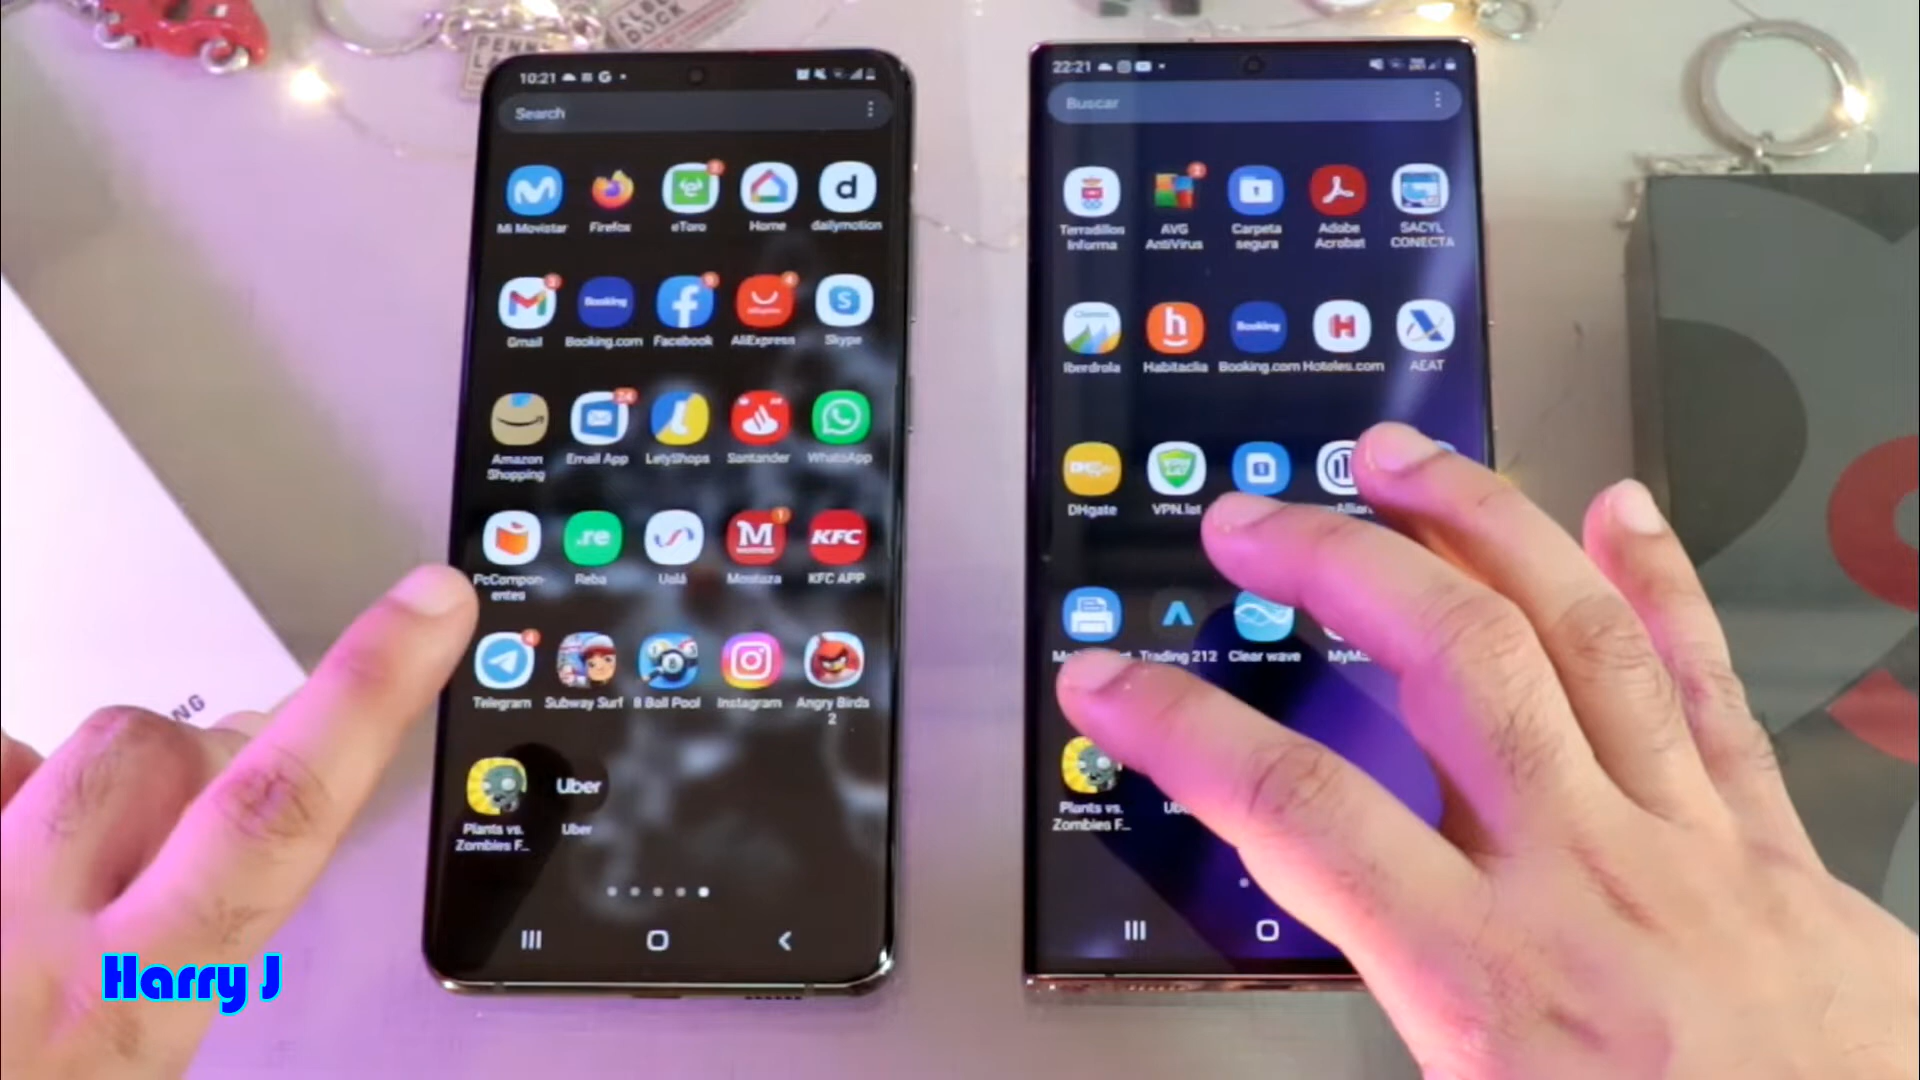 PENNY
10:21
Search
Mi Movistar
Firefox
eToro
Home
dailymotion
Gmail
Booking.com
Facebook
AliExpress
Skype
Amazon
Shopping
Email App
LetyShops
Santander
WhatsApp
PcCompon-
entes
Reba
Ualá
Mostaza
KFC APP
Telegram
Subway Surf
8 Ball Pool
Instagram
Angry Birds
2
Plants vs.
Zombies F...
Uber
Uber
22:21
Buscar
Terradillos
Informa
AVG
AntiVirus
Carpeta
segura
Adobe
Acrobat
SACYL
CONECTA
Iberdrola
Habitaclia
Booking.com
Hoteles.com
AEAT
DHgate
VPN.lat
Trading 212
Clear wave
Plants vs.
Zombies F...
Harry J